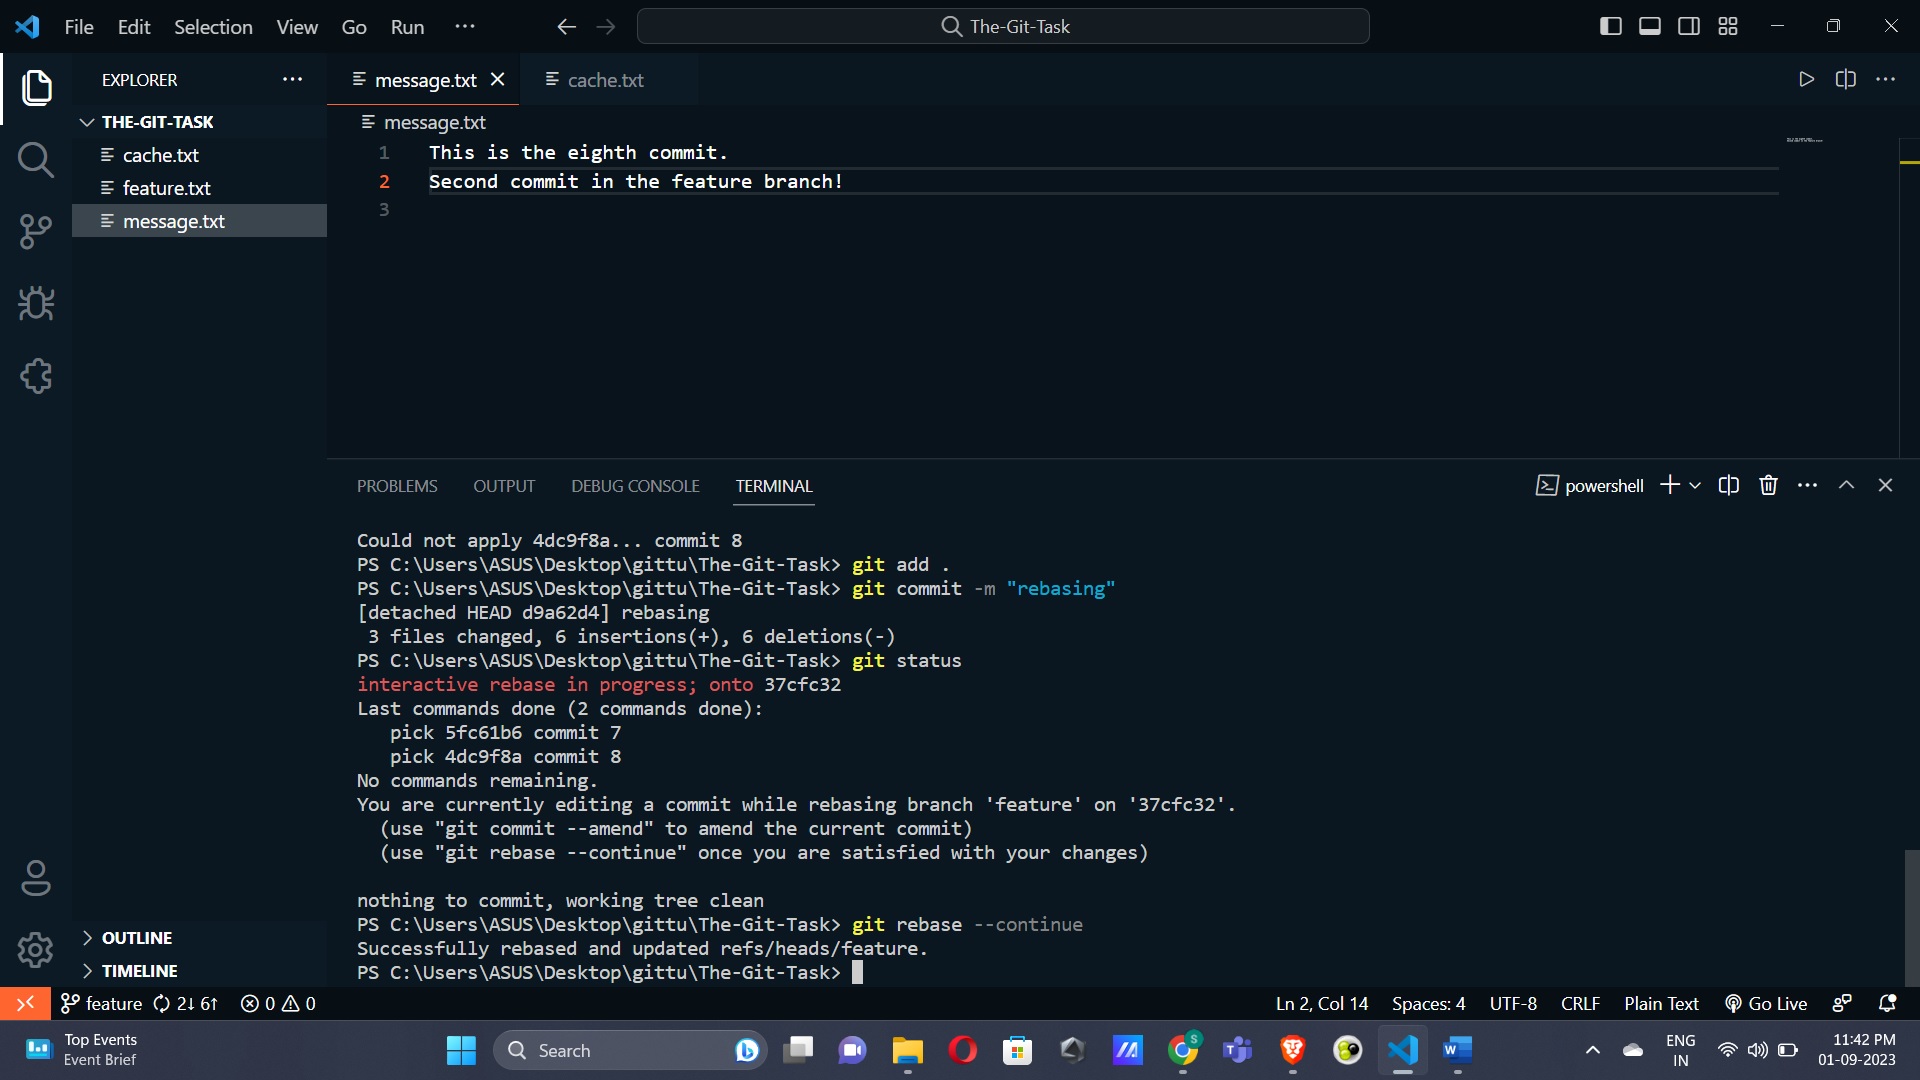 File Edit Selection View Go Run ···
The-Git-Task
EXPLORER
THE-GIT-TASK
cache.txt
feature.txt
message.txt
OUTLINE
TIMELINE
message.txt
cache.txt
message.txt
1 This is the eighth commit.
2 Second commit in the feature branch!
3
PROBLEMS OUTPUT DEBUG CONSOLE TERMINAL
powershell
Could not apply 4dc9f8a... commit 8
PS C:\Users\ASUS\Desktop\gittu\The-Git-Task> git add .
PS C:\Users\ASUS\Desktop\gittu\The-Git-Task> git commit -m "rebasing"
[detached HEAD d9a62d4] rebasing
 3 files changed, 6 insertions(+), 6 deletions(-)
PS C:\Users\ASUS\Desktop\gittu\The-Git-Task> git status
interactive rebase in progress; onto 37cfc32
Last commands done (2 commands done):
   pick 5fc61b6 commit 7
   pick 4dc9f8a commit 8
No commands remaining.
You are currently editing a commit while rebasing branch 'feature' on '37cfc32'.
  (use "git commit --amend" to amend the current commit)
  (use "git rebase --continue" once you are satisfied with your changes)
nothing to commit, working tree clean
PS C:\Users\ASUS\Desktop\gittu\The-Git-Task> git rebase --continue
Successfully rebased and updated refs/heads/feature.
PS C:\Users\ASUS\Desktop\gittu\The-Git-Task>
feature 2↓ 6↑ 0 0
Ln 2, Col 14 Spaces: 4 UTF-8 CRLF Plain Text Go Live
Top Events
Event Brief
Search
S
W
ENG
IN
11:42 PM
01-09-2023